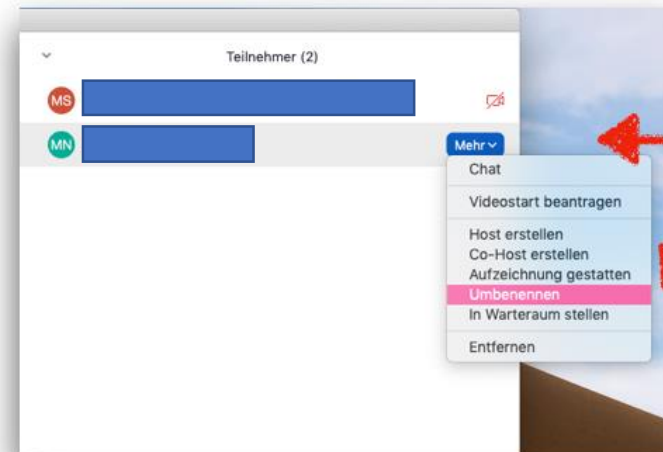 Teilnehmer (2)
MS
MN
Mehr
Chat
Videostart beantragen
Host erstellen
Co-Host erstellen
Aufzeichnung gestatten
Umbenennen
In Warteraum stellen
Entfernen